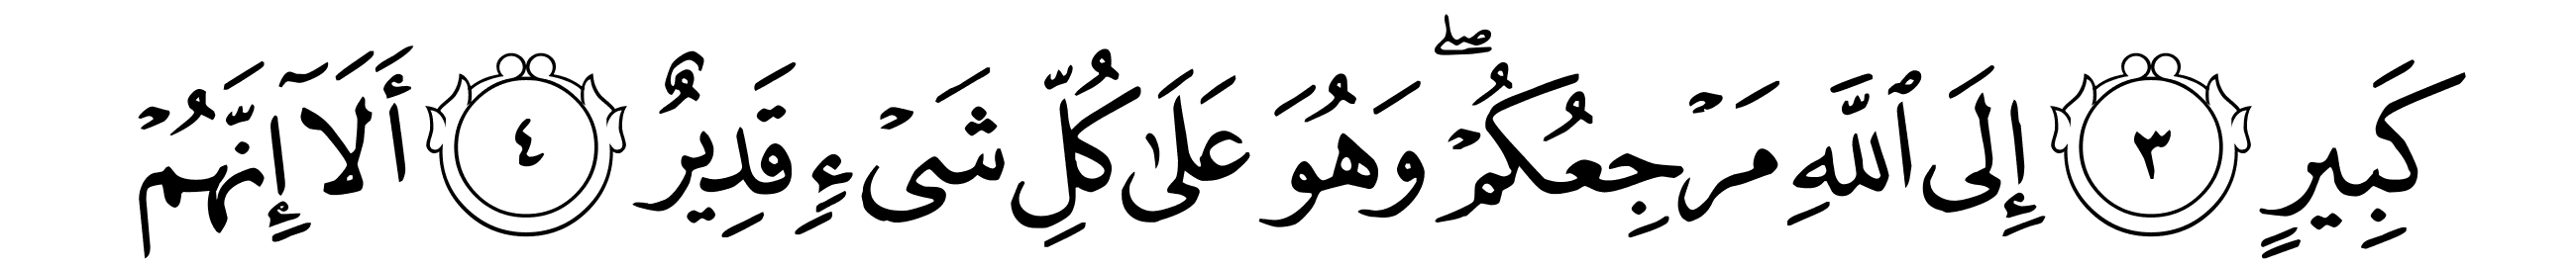 كَبِيرٍ ٣ إِلَى ٱللَّهِ مَرْجِعُكُمْ ۖ وَهُوَ عَلَىٰ كُلِّ شَىْءٍ قَدِيرٌ ٤ أَلَآ إِنَّهُمْ